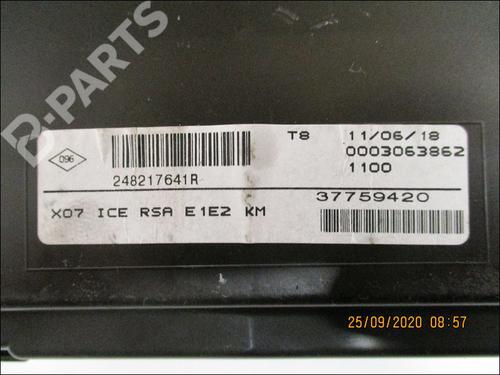 B-PARTS
T8 11/06/18
0003063862
1100
096
248217641R
37759420
X07 ICE RSA E1E2 KM
25/09/2020 08:57